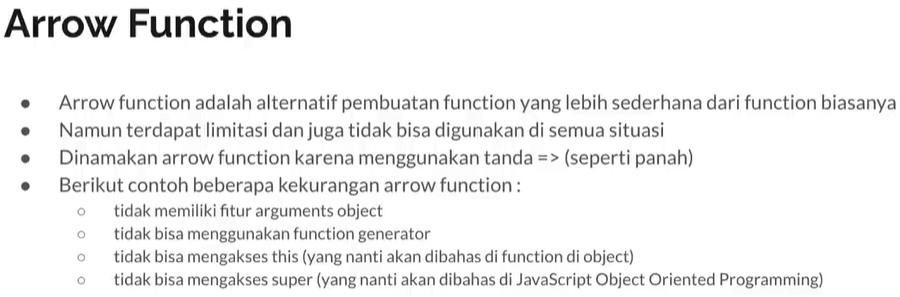 Arrow Function
● Arrow function adalah alternatif pembuatan function yang lebih sederhana dari function biasanya
● Namun terdapat limitasi dan juga tidak bisa digunakan di semua situasi
● Dinamakan arrow function karena menggunakan tanda => (seperti panah)
● Berikut contoh beberapa kekurangan arrow function :
○ tidak memiliki fitur arguments object
○ tidak bisa menggunakan function generator
○ tidak bisa mengakses this (yang nanti akan dibahas di function di object)
○ tidak bisa mengakses super (yang nanti akan dibahas di JavaScript Object Oriented Programming)